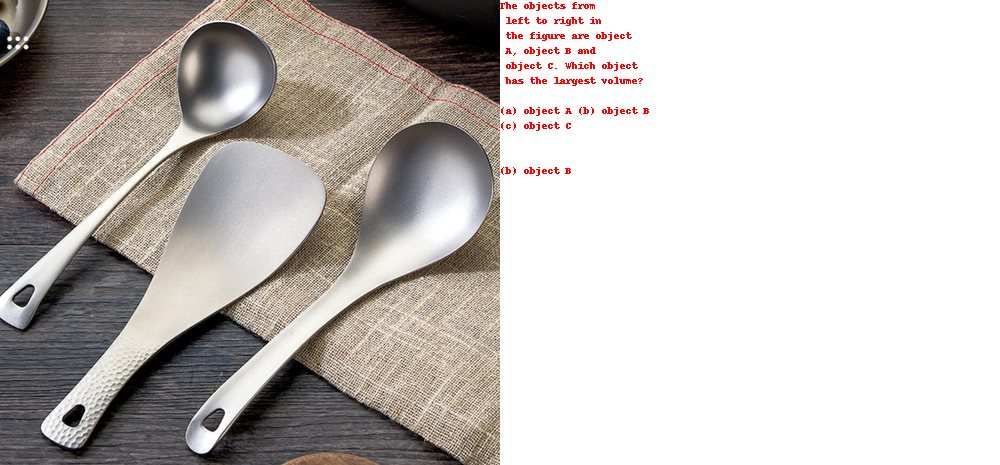 The objects from
left to right in
the figure are object
A, object B and
object C. Which object
has the largest volume?
(a) object A (b) object B
(c) object C
(b) object B